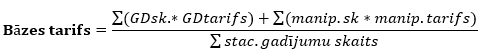 Bāzes tarifs = (∑(GDsk.* GDtarifs) + ∑(manip.sk * manip.tarifs)) / (∑ stac.gadījumu skaits)